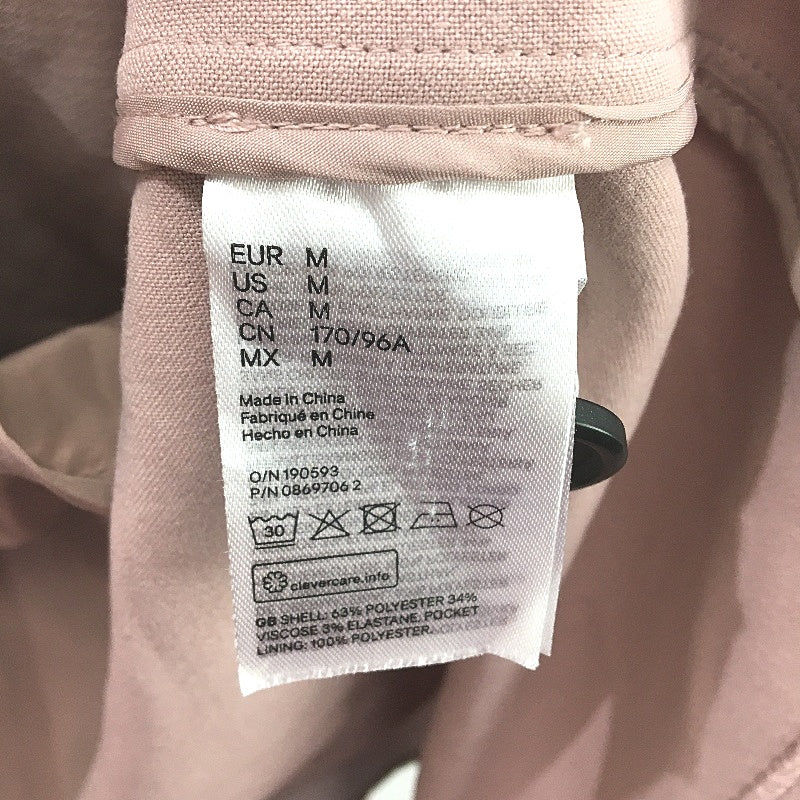 EUR M
US M
CA M
CN 170/96A
MX M
Made in China
Fabriqué en Chine
Hecho en China
O/N 190593
P/N 0869706 2
30
clevercare.info
GB SHELL: 63% POLYESTER 34%
VISCOSE 3% ELASTANE, POCKET
LINING: 100% POLYESTER.